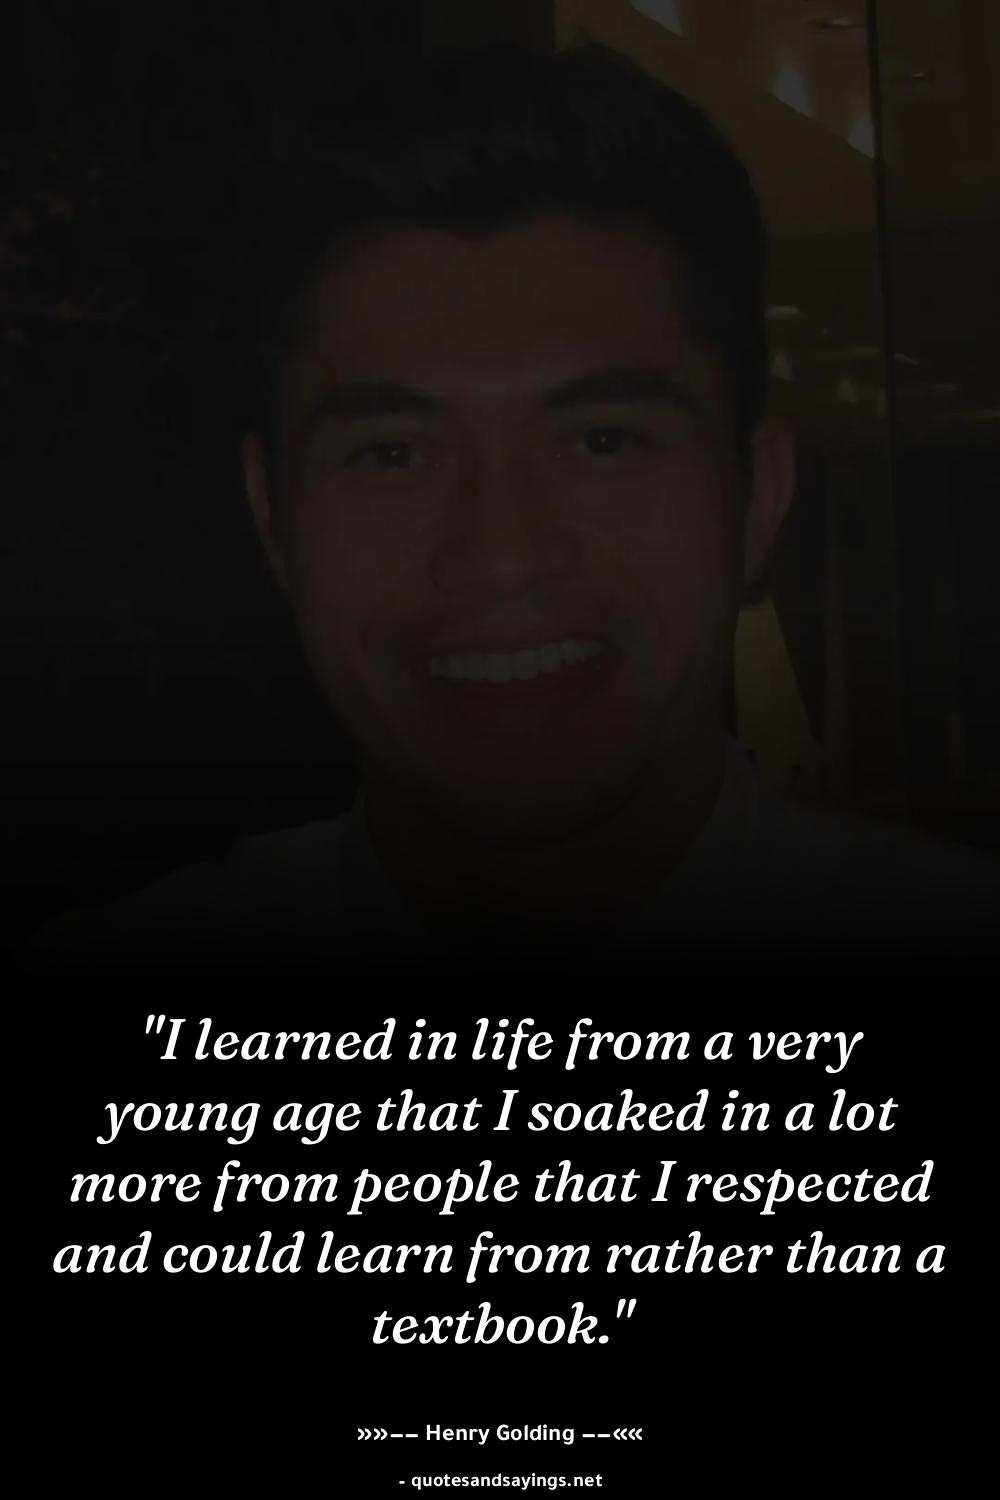 "I learned in life from a very
young age that I soaked in a lot
more from people that I respected
and could learn from rather than a
textbook."
»»–– Henry Golding ––««
- quotesandsayings.net